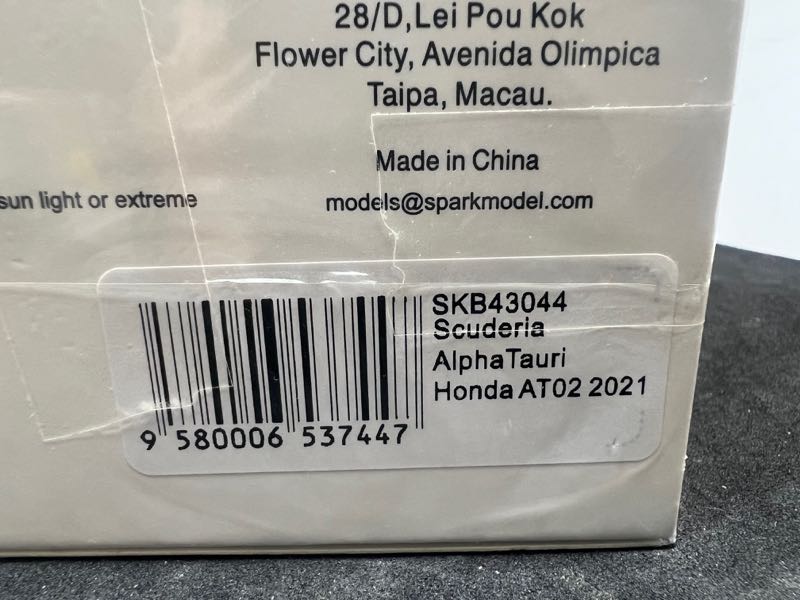 28/D,Lei Pou Kok
Flower City, Avenida Olimpica
Taipa, Macau.
Made in China
sun light or extreme
models@sparkmodel.com
SKB43044
Scuderia
AlphaTauri
Honda AT02 2021
9 580006 537447